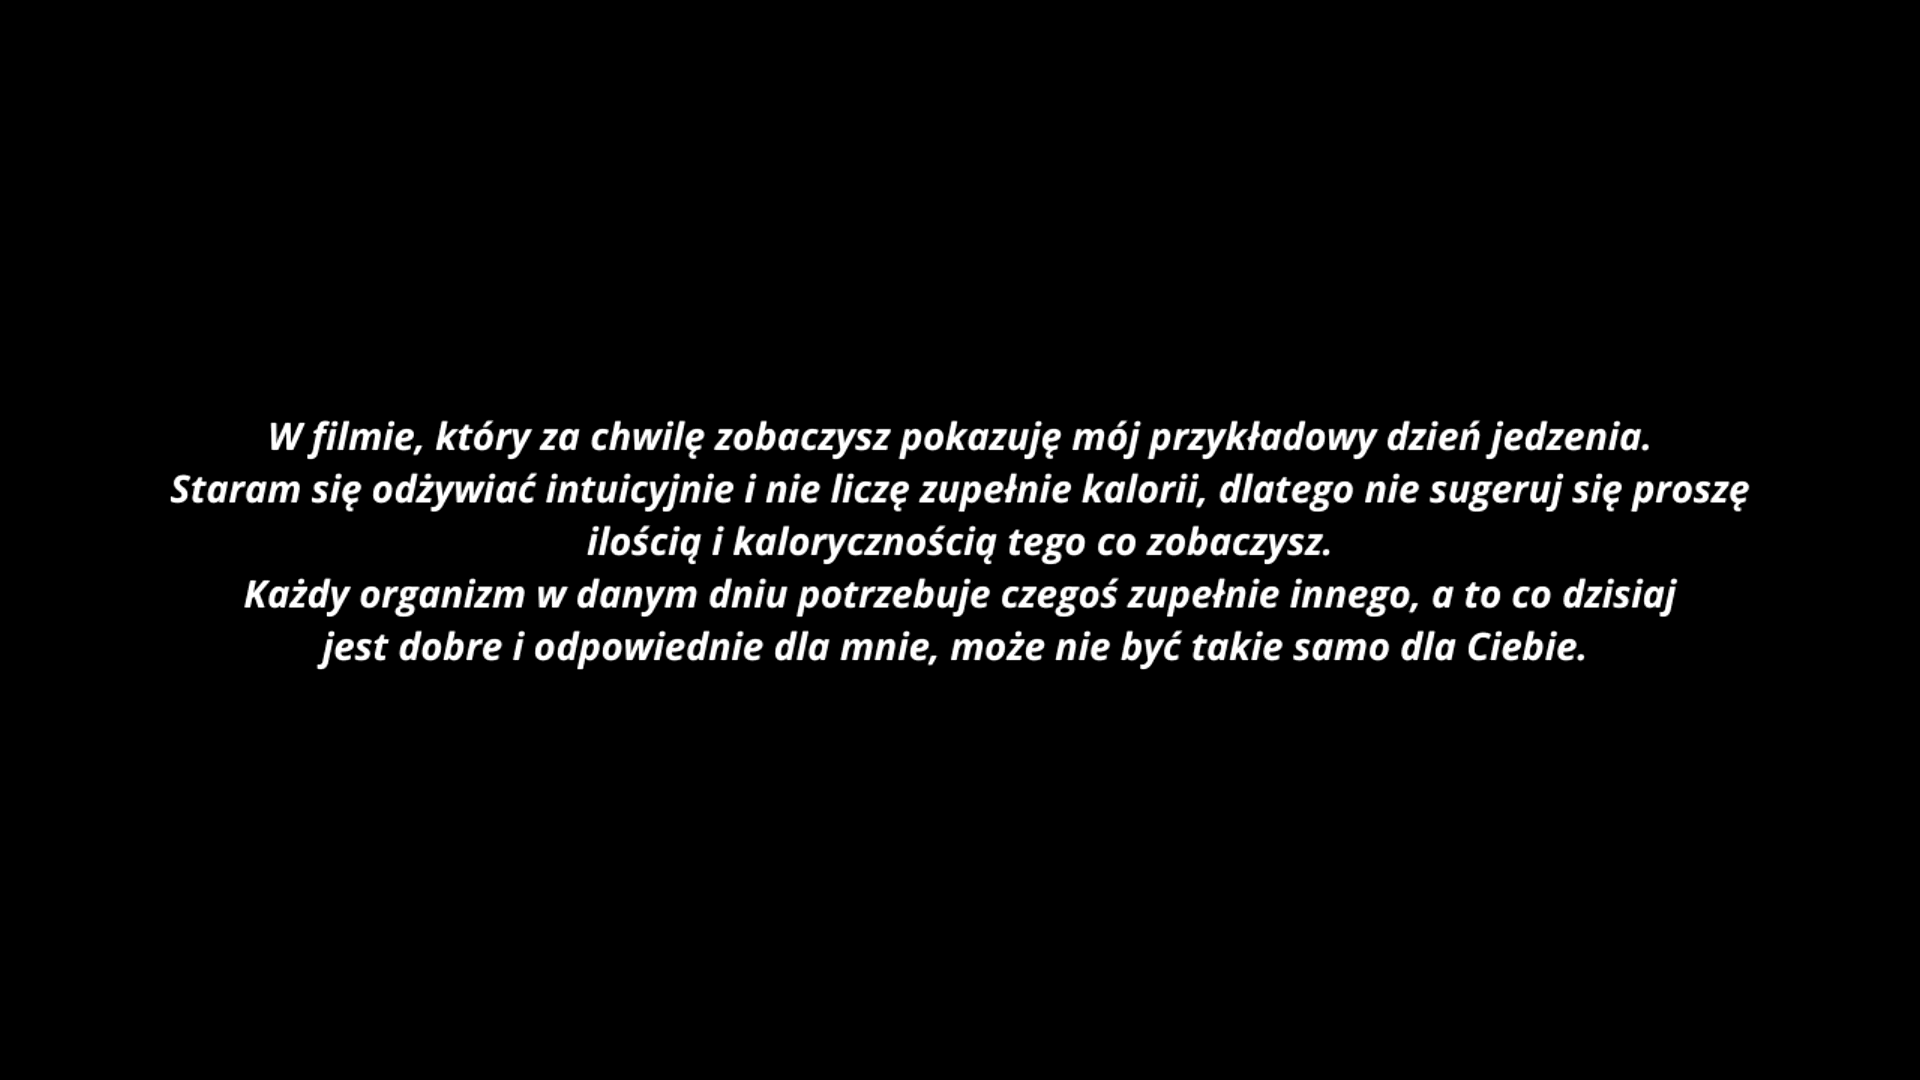 W filmie, który za chwilę zobaczysz pokazuję mój przykładowy dzień jedzenia.
Staram się odżywiać intuicyjnie i nie liczę zupełnie kalorii, dlatego nie sugeruj się proszę
ilością i kalorycznością tego co zobaczysz.
Każdy organizm w danym dniu potrzebuje czegoś zupełnie innego, a to co dzisiaj
jest dobre i odpowiednie dla mnie, może nie być takie samo dla Ciebie.